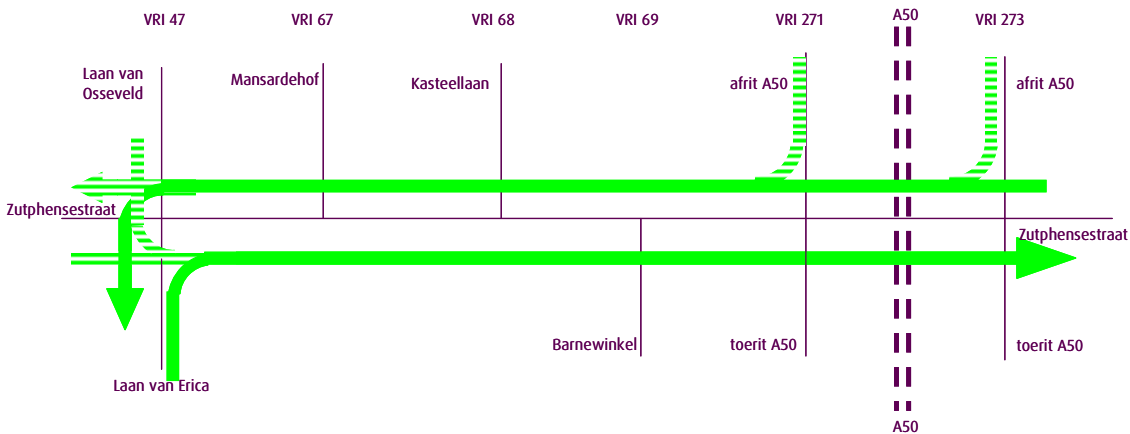 VRI 47
VRI 67
VRI 68
VRI 69
VRI 271
A50
VRI 273
Laan van
Osseveld
Mansardehof
Kasteellaan
afrit A50
afrit A50
Zutphensestraat
Zutphensestraat
Barnewinkel
toerit A50
toerit A50
Laan van Erica
A50